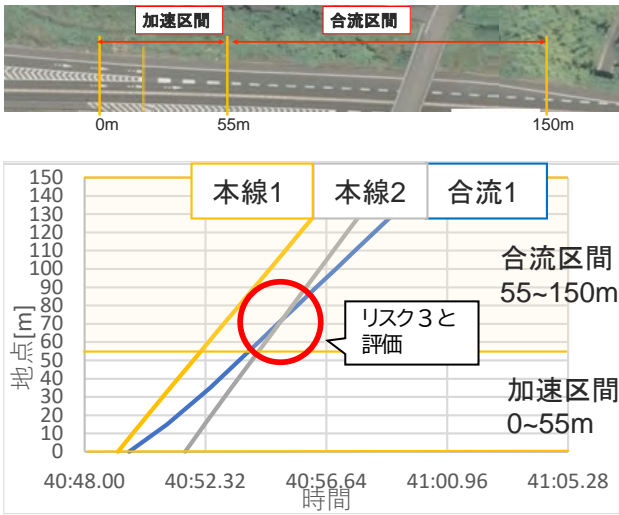 加速区間
合流区間
0m
55m
150m
150
140
130
120
110
100
90
80
70
60
50
40
30
20
10
0
地点[m]
本線1
本線2
合流1
合流区間
55~150m
リスク３と
評価
加速区間
0~55m
40:48.00
40:52.32
40:56.64
41:00.96
41:05.28
時間